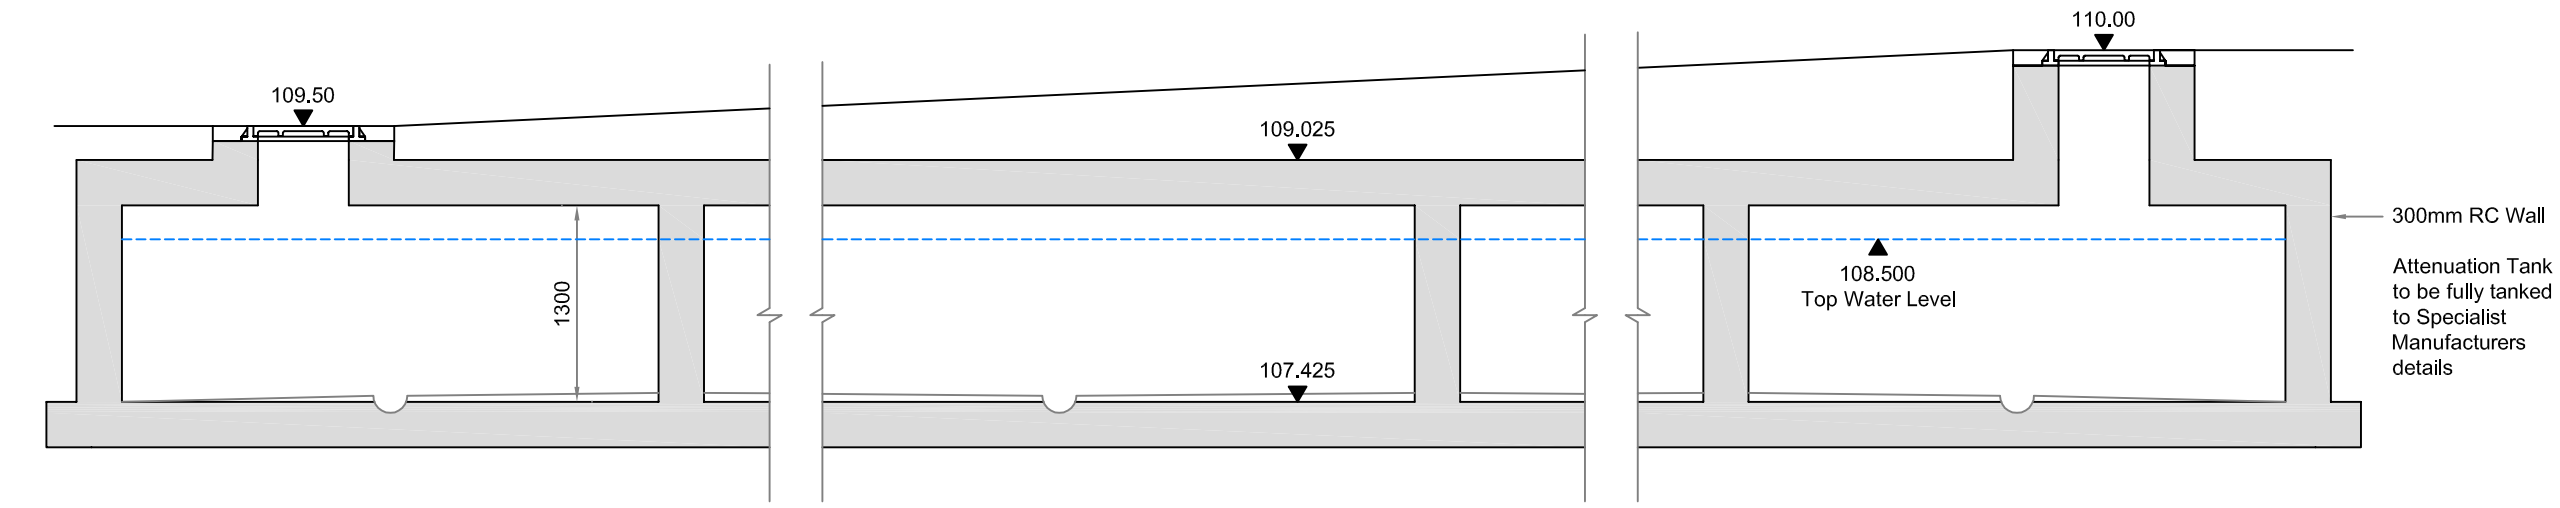 110.00
109.50
109.025
300mm RC Wall
Attenuation Tank
to be fully tanked
to Specialist
Manufacturers
details
108.500
Top Water Level
1300
107.425